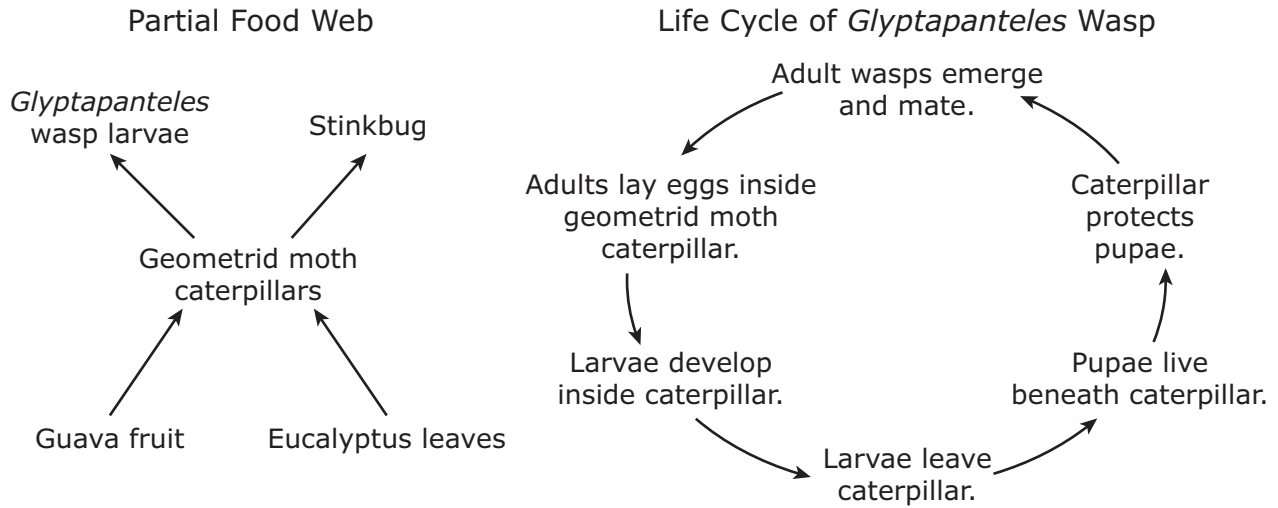 Partial Food Web
Glyptapanteles
wasp larvae
Stinkbug
Geometrid moth
caterpillars
Guava fruit
Eucalyptus leaves
Life Cycle of Glyptapanteles Wasp
Adult wasps emerge
and mate.
Adults lay eggs inside
geometrid moth
caterpillar.
Larvae develop
inside caterpillar.
Larvae leave
caterpillar.
Pupae live
beneath caterpillar.
Caterpillar
protects
pupae.